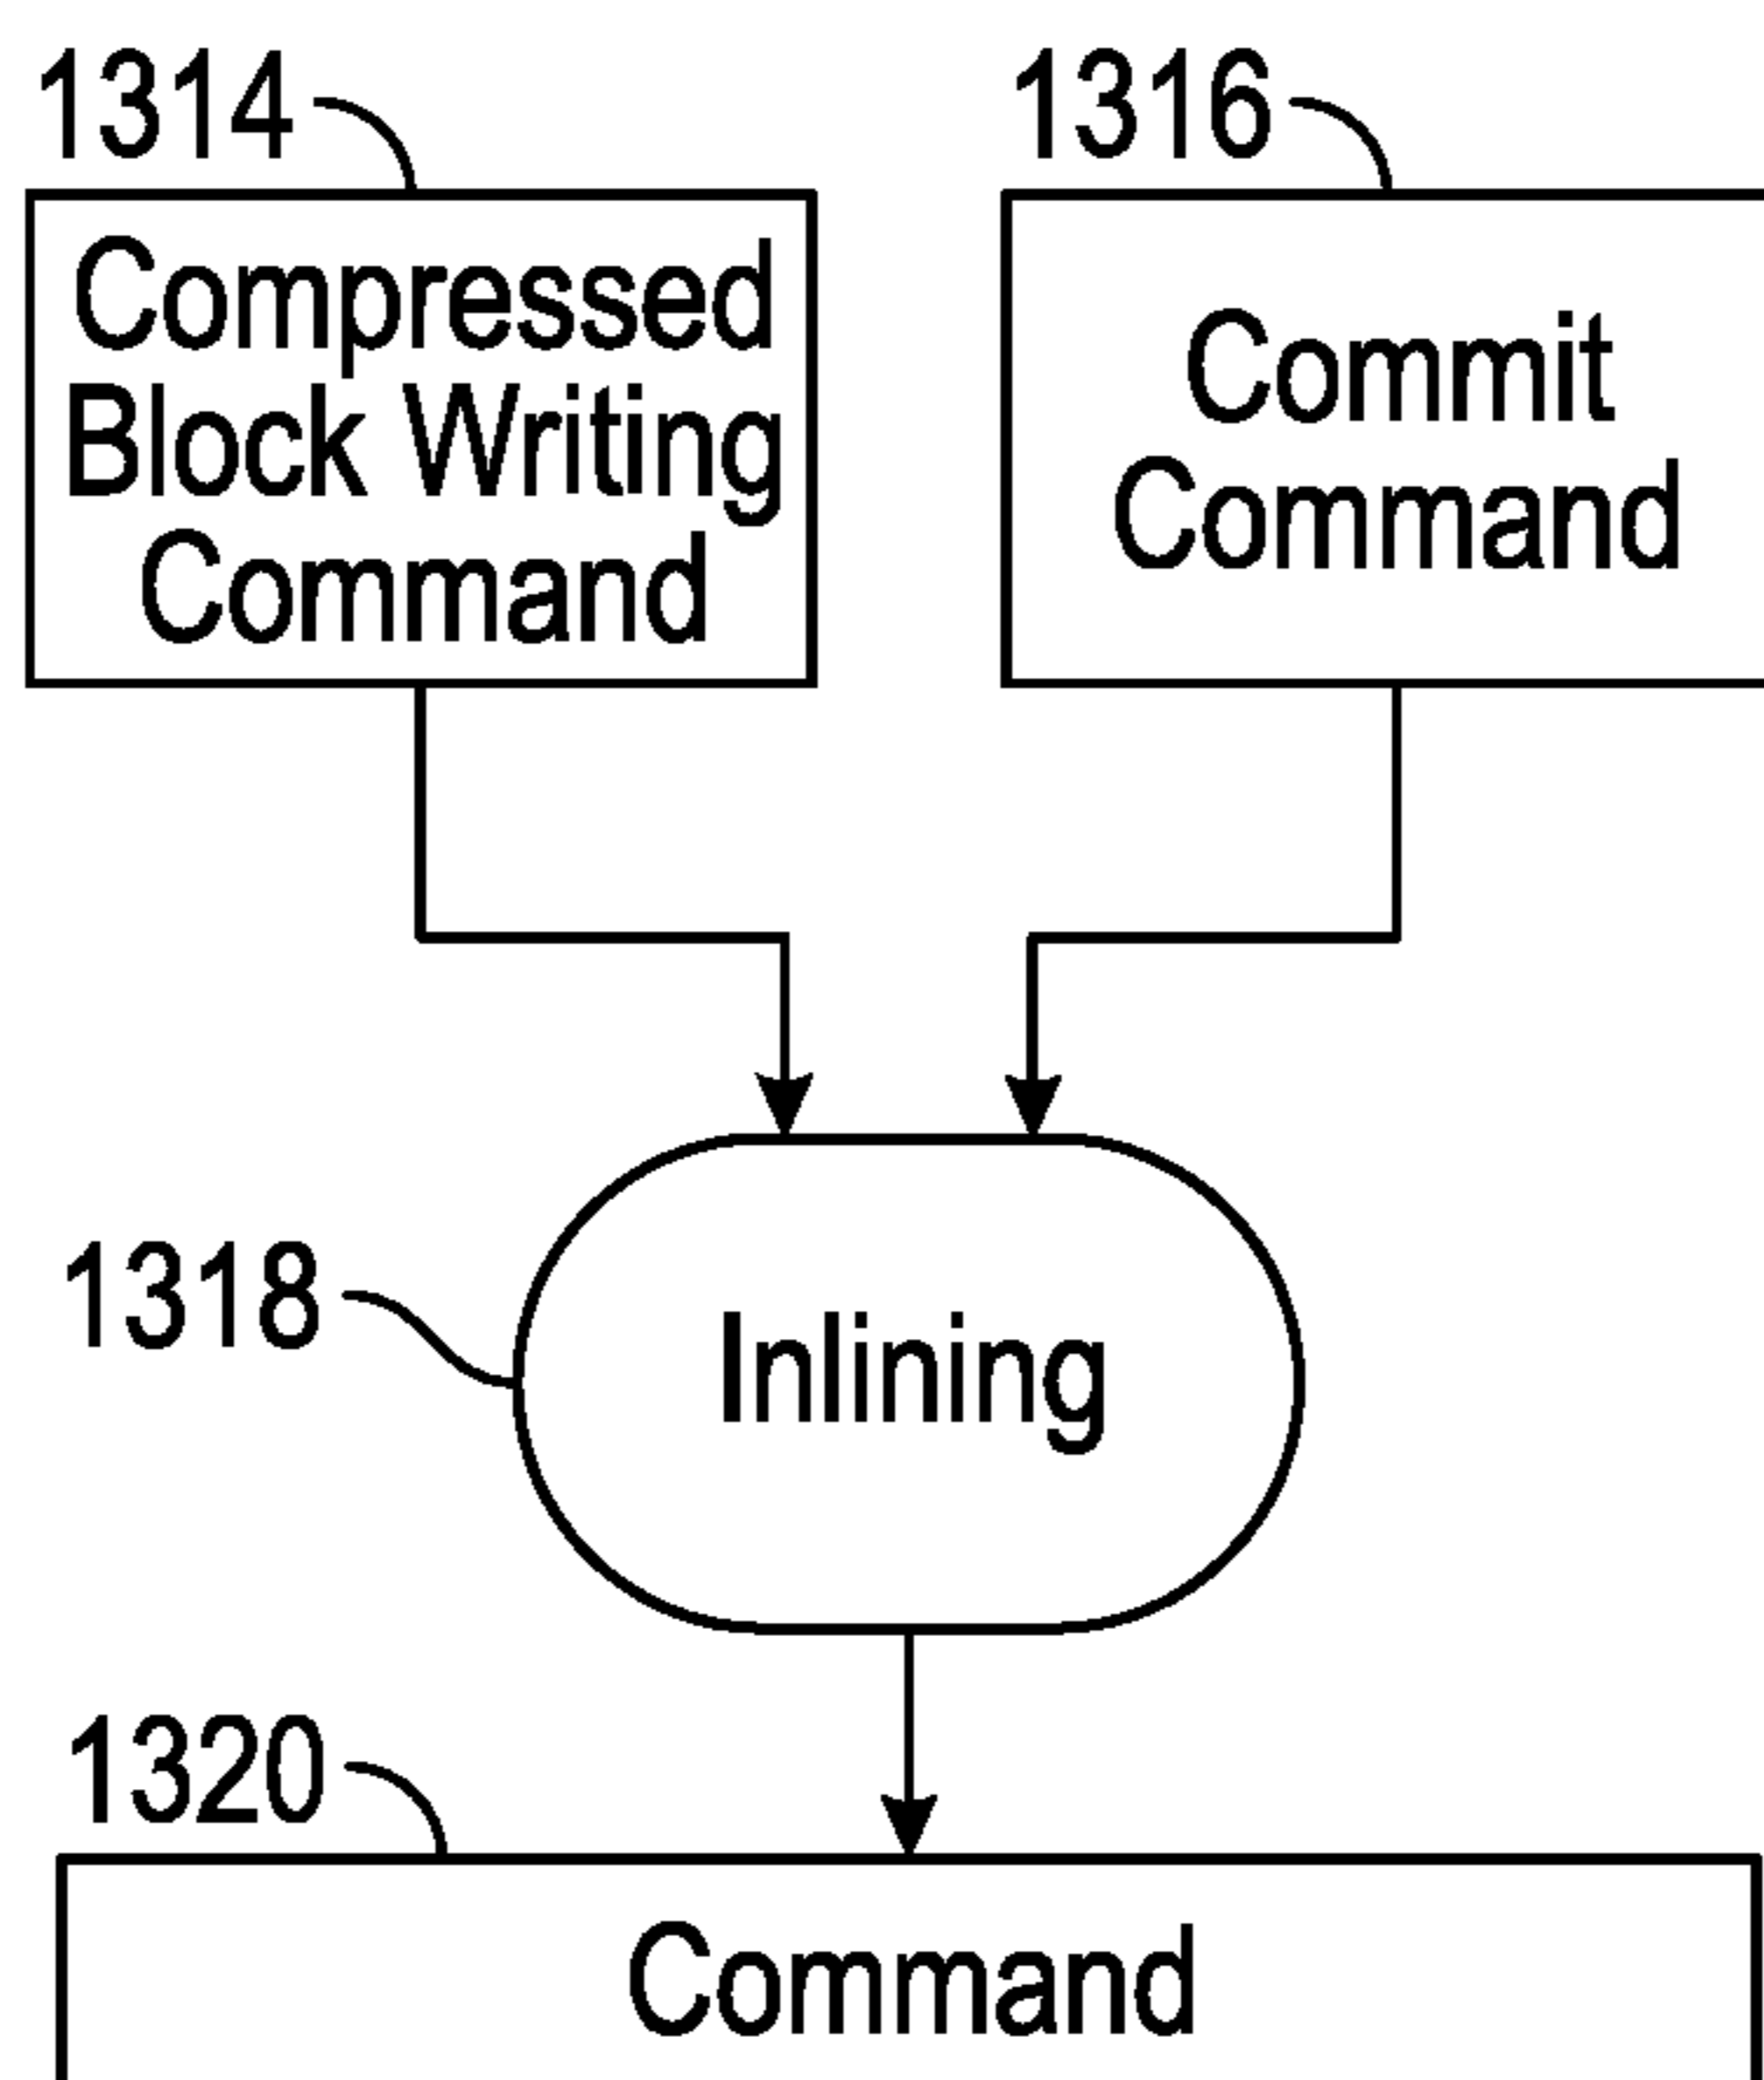 1314
1316
Compressed
Block Writing
Command
Commit
Command
1318
Inlining
1320
Command